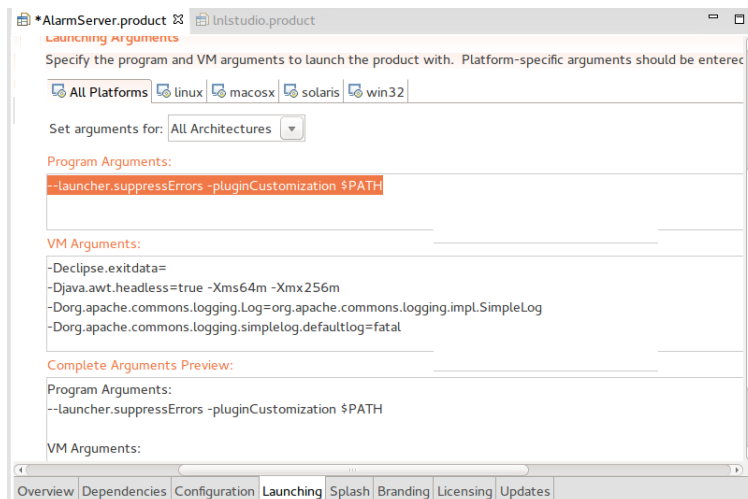 *AlarmServer.product
lnlstudio.product
Launching Arguments
Specify the program and VM arguments to launch the product with. Platform-specific arguments should be entered
All Platforms linux macosx solaris win32
Set arguments for: All Architectures
Program Arguments:
--launcher.suppressErrors -pluginCustomization $PATH
VM Arguments:
-Declipse.exitdata=
-Djava.awt.headless=true -Xms64m -Xmx256m
-Dorg.apache.commons.logging.Log=org.apache.commons.logging.impl.SimpleLog
-Dorg.apache.commons.logging.simplelog.defaultlog=fatal
Complete Arguments Preview:
Program Arguments:
--launcher.suppressErrors -pluginCustomization $PATH
VM Arguments:
Overview Dependencies Configuration Launching Splash Branding Licensing Updates